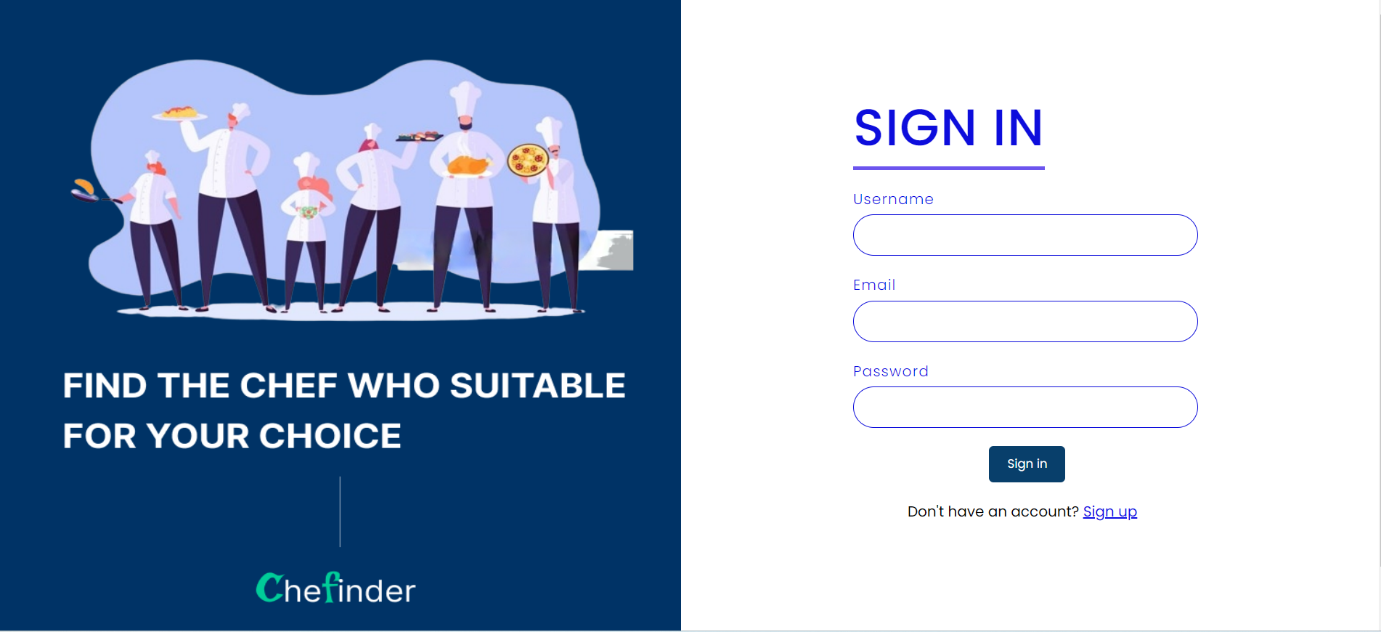 FIND THE CHEF WHO SUITABLE
FOR YOUR CHOICE
Chefinder
SIGN IN
Username
Email
Password
Sign in
Don't have an account? Sign up